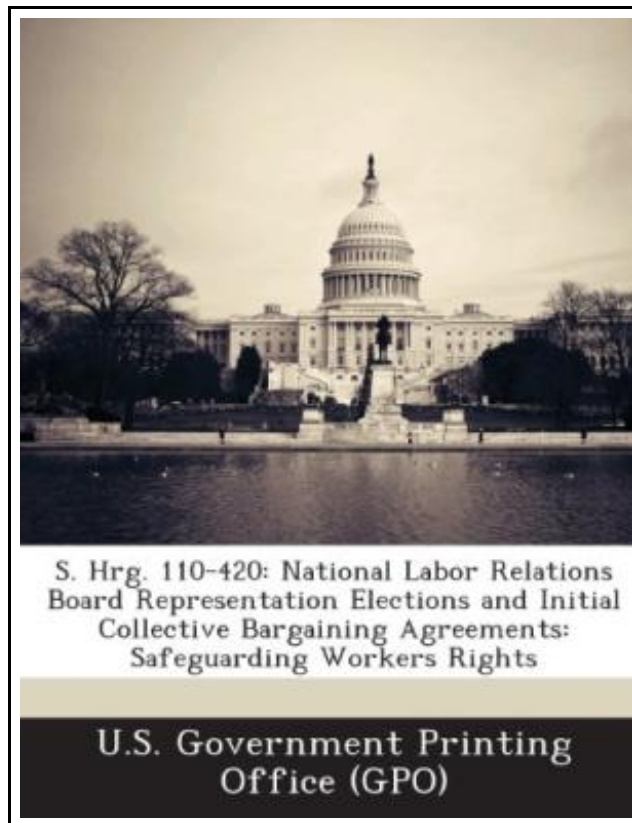 S. Hrg. 110-420: National Labor Relations
Board Representation Elections and Initial
Collective Bargaining Agreements:
Safeguarding Workers Rights
U.S. Government Printing
Office (GPO)